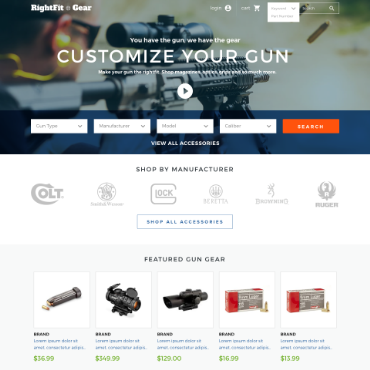 RightFit Gear
login
cart
Keyword
YOU have the gun, we have the gear
CUSTOMIZE YOUR GUN
Make your gun the rightfit. Shop magazines, optics, grips and so much more.
Gun Type
Manufacturer
Model
Caliber
SEARCH
VIEW ALL ACCESSORIES
SHOP BY MANUFACTURER
COLT
Smith & Wesson
GLOCK
BERETTA
BROWNING
RUGER
SHOP ALL ACCESSORIES
FEATURED GUN GEAR
BRAND BRAND BRAND BRAND BRAND
Lorem ipsum dolor sit Lorem ipsum dolor sit Lorem ipsum dolor sit Lorem ipsum dolor sit Lorem ipsum dolor sit
amet, consectetur adipis... amet, consectetur adipis... amet, consectetur adipis... amet, consectetur adipis... amet, consectetur adipis...
$36.99 $349.99 $129.00 $16.99 $13.99